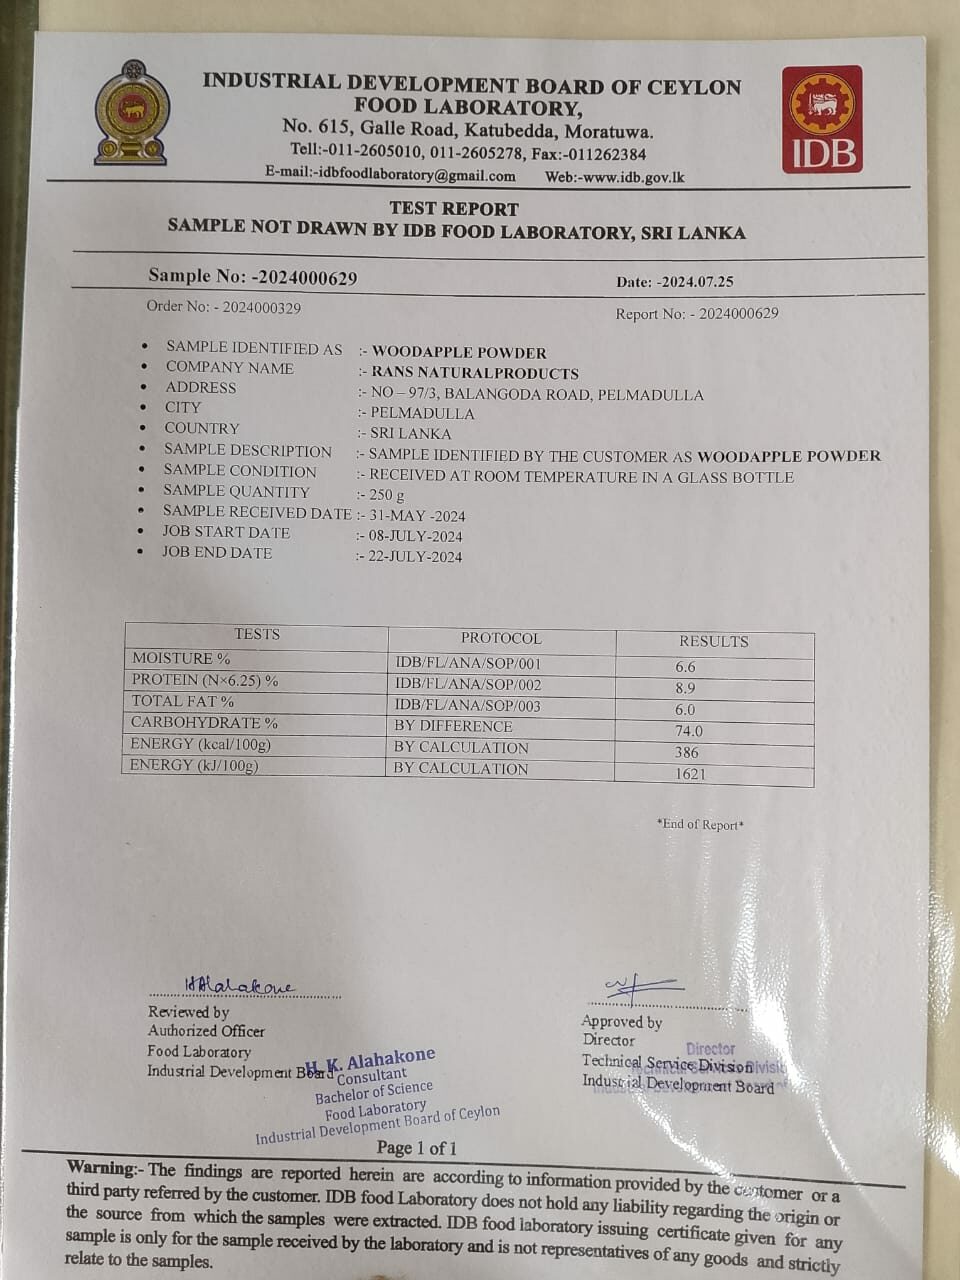 INDUSTRIAL DEVELOPMENT BOARD OF CEYLON
FOOD LABORATORY,
No. 615, Galle Road, Katubedda, Moratuwa.
Tell:-011-2605010, 011-2605278, Fax:-011262384
E-mail:-idbfoodlaboratory@gmail.com Web:-www.idb.gov.lk
IDB
TEST REPORT
SAMPLE NOT DRAWN BY IDB FOOD LABORATORY, SRI LANKA
Sample No: -2024000629 Date: -2024.07.25
Order No: - 2024000329 Report No: - 2024000629
• SAMPLE IDENTIFIED AS :- WOODAPPLE POWDER
• COMPANY NAME :- RANS NATURALPRODUCTS
• ADDRESS :- NO – 97/3, BALANGODA ROAD, PELMADULLA
• CITY :- PELMADULLA
• COUNTRY :- SRI LANKA
• SAMPLE DESCRIPTION :- SAMPLE IDENTIFIED BY THE CUSTOMER AS WOODAPPLE POWDER
• SAMPLE CONDITION :- RECEIVED AT ROOM TEMPERATURE IN A GLASS BOTTLE
• SAMPLE QUANTITY :- 250 g
• SAMPLE RECEIVED DATE :- 31-MAY -2024
• JOB START DATE :- 08-JULY-2024
• JOB END DATE :- 22-JULY-2024
TESTS PROTOCOL RESULTS
MOISTURE % IDB/FL/ANA/SOP/001 6.6
PROTEIN (N×6.25) % IDB/FL/ANA/SOP/002 8.9
TOTAL FAT % IDB/FL/ANA/SOP/003 6.0
CARBOHYDRATE % BY DIFFERENCE 74.0
ENERGY (kcal/100g) BY CALCULATION 386
ENERGY (kJ/100g) BY CALCULATION 1621
*End of Report*
HAlahakone
Reviewed by
Authorized Officer
Food Laboratory
Industrial Development Board
H. K. Alahakone
Consultant
Bachelor of Science
Food Laboratory
Industrial Development Board of Ceylon
Approved by
Director
Technical Service Division
Industrial Development Board
Director
Page 1 of 1
Warning:- The findings are reported herein are according to information provided by the customer or a
third party referred by the customer. IDB food Laboratory does not hold any liability regarding the origin or
the source from which the samples were extracted. IDB food laboratory issuing certificate given for any
sample is only for the sample received by the laboratory and is not representatives of any goods and strictly
relate to the samples.